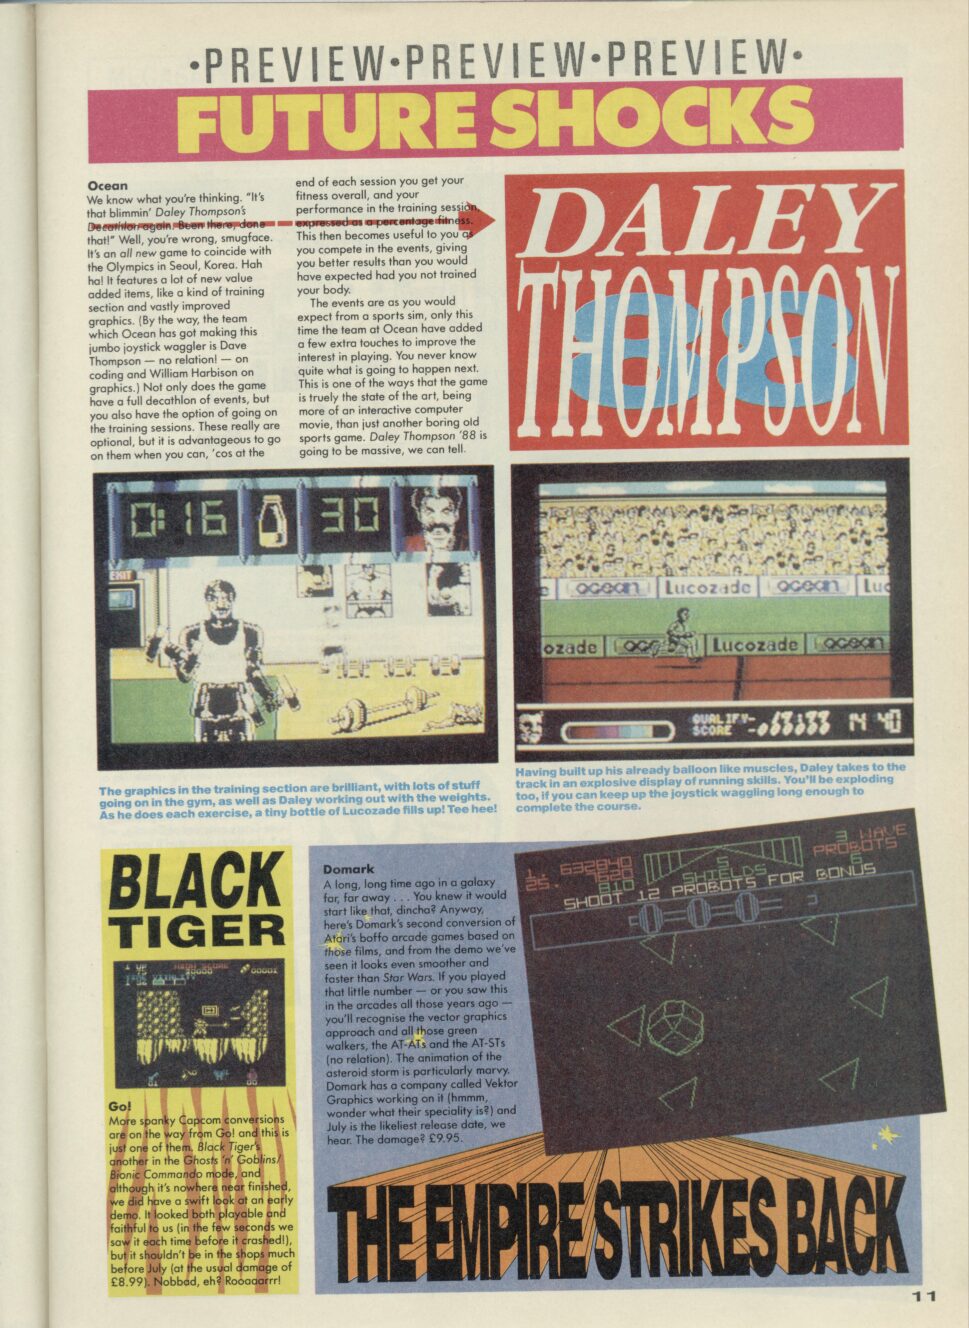 •PREVIEW•PREVIEW•PREVIEW•
FUTURE SHOCKS
Ocean
We know what you're thinking. "It's
that blimmin' Daley Thompson's
Decathlon again. Been there, done
that!" Well, you're wrong, smugface.
It's an all new game to coincide with
the Olympics in Seoul, Korea. Hah
ha! It features a lot of new value
added items, like a kind of training
section and vastly improved
graphics. (By the way, the team
which Ocean has got making this
jumbo joystick waggler is Dave
Thompson — no relation! — on
coding and William Harbison on
graphics.) Not only does the game
have a full decathlon of events, but
you also have the option of going on
the training sessions. These really are
optional, but it is advantageous to go
on them when you can, 'cos at the
end of each session you get your
fitness overall, and your
performance in the training session,
expressed as a percentage fitness.
This then becomes useful to you as
you compete in the events, giving
you better results than you would
have expected had you not trained
your body.
The events are as you would
expect from a sports sim, only this
time the team at Ocean have added
a few extra touches to improve the
interest in playing. You never know
quite what is going to happen next.
This is one of the ways that the game
is truely the state of the art, being
more of an interactive computer
movie, than just another boring old
sports game. Daley Thompson '88 is
going to be massive, we can tell.
DALEY
THOMPSON
88
0:16 30
EXIT
ocean Lucozade ocean Luc
ozade ocean Lucozade ocean
QUALIFY-
SCORE
The graphics in the training section are brilliant, with lots of stuff
going on in the gym, as well as Daley working out with the weights.
As he does each exercise, a tiny bottle of Lucozade fills up! Tee hee!
Having built up his already balloon like muscles, Daley takes to the
track in an explosive display of running skills. You'll be exploding
too, if you can keep up the joystick waggling long enough to
complete the course.
BLACK
TIGER
Go!
More spanky Capcom conversions
are on the way from Go! and this is
just one of them. Black Tiger's
another in the Ghosts 'n' Goblins/
Bionic Commando mode, and
although it's nowhere near finished,
we did have a swift look at an early
demo. It looked both playable and
faithful to us (in the few seconds we
saw it each time before it crashed!),
but it shouldn't be in the shops much
before July (at the usual damage of
£8.99). Nobbad, eh? Rooaaarrr!
Domark
A long, long time ago in a galaxy
far, far away . . . You knew it would
start like that, dincha? Anyway,
here's Domark's second conversion of
Atari's boffo arcade games based on
those films, and from the demo we've
seen it looks even smoother and
faster than Star Wars. If you played
that little number — or you saw this
in the arcades all those years ago —
you'll recognise the vector graphics
approach and all those green
walkers, the AT-ATs and the AT-STs
(no relation). The animation of the
asteroid storm is particularly marvy.
Domark has a company called Vektor
Graphics working on it (hmmm,
wonder what their speciality is?) and
July is the likeliest release date, we
hear. The damage? £9.95.
1. 632840
25.
810
5
SHIELDS
3 WAVE
PROBOTS
6
SHOOT 12 PROBOTS FOR BONUS
THE EMPIRE STRIKES BACK
11